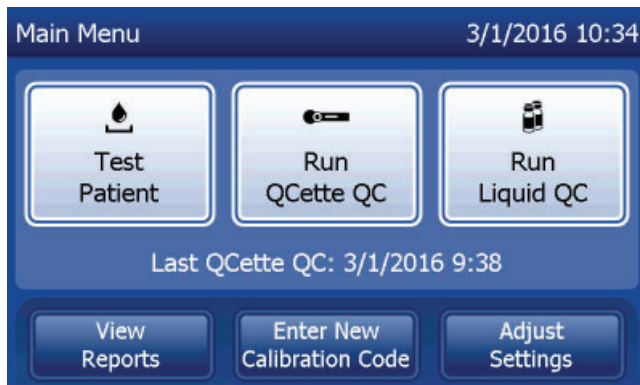 Main Menu 3/1/2016 10:34
Test
Patient
Run
QCette QC
Run
Liquid QC
Last QCette QC: 3/1/2016 9:38
View
Reports
Enter New
Calibration Code
Adjust
Settings